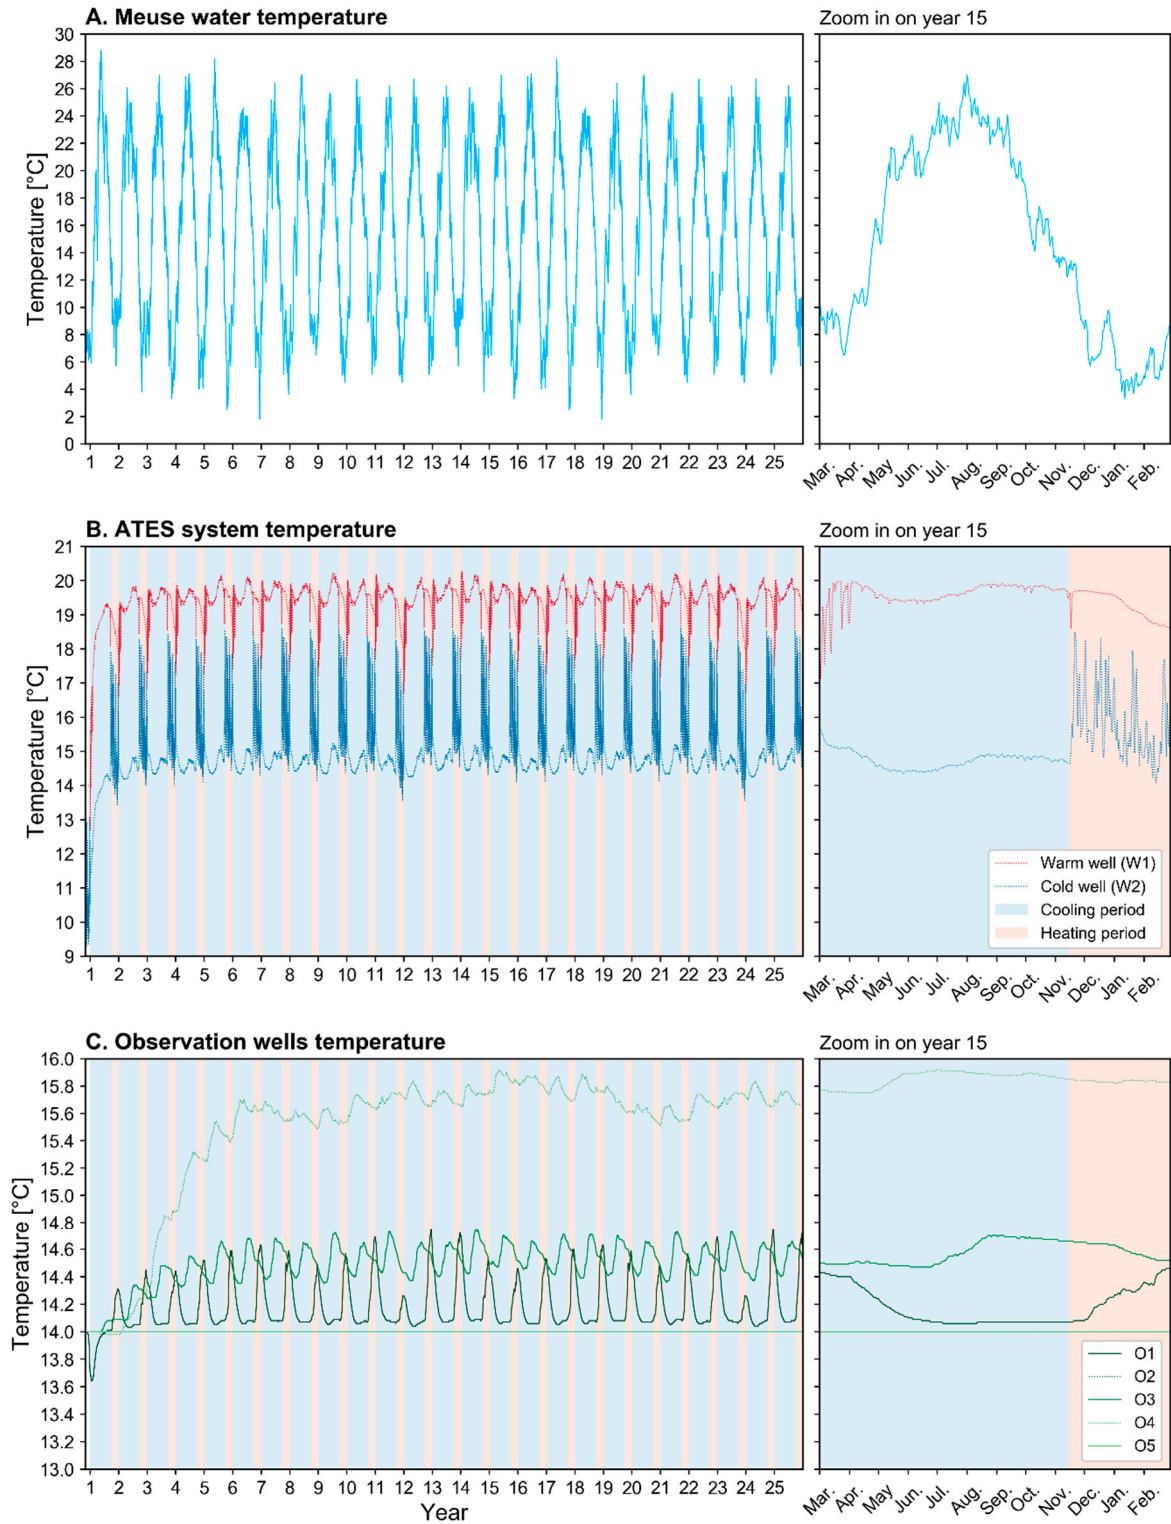 A. Meuse water temperature
Zoom in on year 15
Temperature [°C]
30
28
26
24
22
20
18
16
14
12
10
8
6
4
2
0
1 2 3 4 5 6 7 8 9 10 11 12 13 14 15 16 17 18 19 20 21 22 23 24 25
Mar. Apr. May Jun. Jul. Aug. Sep. Oct. Nov. Dec. Jan. Feb.
B. ATES system temperature
Zoom in on year 15
Temperature [°C]
21
20
19
18
17
16
15
14
13
12
11
10
9
1 2 3 4 5 6 7 8 9 10 11 12 13 14 15 16 17 18 19 20 21 22 23 24 25
Warm well (W1)
Cold well (W2)
Cooling period
Heating period
Mar. Apr. May Jun. Jul. Aug. Sep. Oct. Nov. Dec. Jan. Feb.
C. Observation wells temperature
Zoom in on year 15
Temperature [°C]
16.0
15.8
15.6
15.4
15.2
15.0
14.8
14.6
14.4
14.2
14.0
13.8
13.6
13.4
13.2
13.0
1 2 3 4 5 6 7 8 9 10 11 12 13 14 15 16 17 18 19 20 21 22 23 24 25
Year
O1
O2
O3
O4
O5
Mar. Apr. May Jun. Jul. Aug. Sep. Oct. Nov. Dec. Jan. Feb.